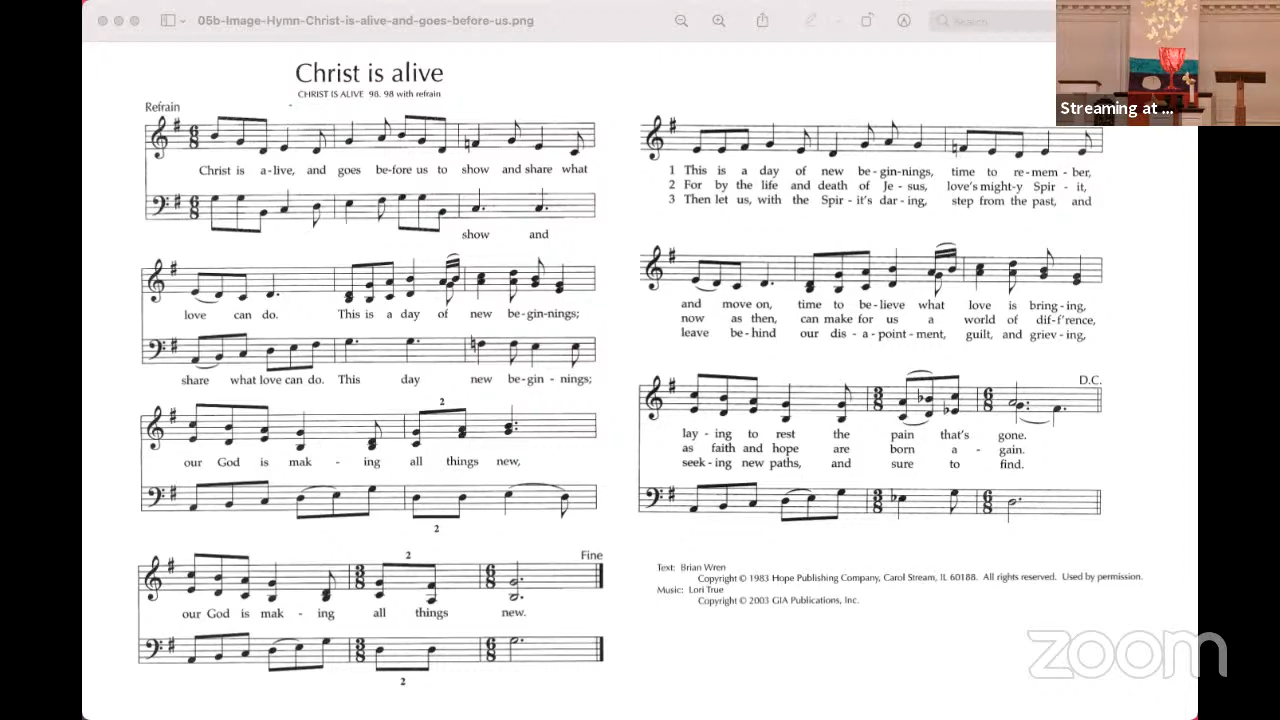 05b-Image-Hymn-Christ-is-alive-and-goes-before-us.png
Search
Streaming at ...
Christ is alive
CHRIST IS ALIVE 98. 98 with refrain
Refrain
Christ is a-live, and goes be-fore us to show and share what
show and
love can do. This is a day of new be-gin-nings;
share what love can do. This day new be-gin - nings;
2
our God is mak - ing all things new,
2
2 Fine
our God is mak - ing all things new.
2
1 This is a day of new be-gin-nings, time to re-mem - ber,
2 For by the life and death of Je - sus, love's might-y Spir - it,
3 Then let us, with the Spir - it's dar - ing, step from the past, and
and move on, time to be - lieve what love is bring - ing,
now as then, can make for us a world of dif - f'rence,
leave be - hind our dis - a - point - ment, guilt, and griev - ing,
D.C.
lay - ing to rest the pain that's gone.
as faith and hope are born a - gain.
seek - ing new paths, and sure to find.
Text: Brian Wren
Copyright © 1983 Hope Publishing Company, Carol Stream, IL 60188. All rights reserved. Used by permission.
Music: Lori True
Copyright © 2003 GIA Publications, Inc.
zoom